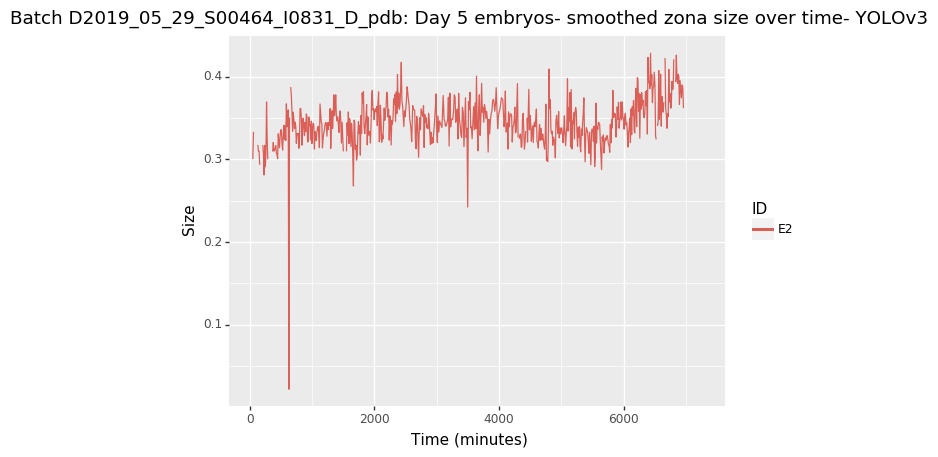 Batch D2019_05_29_S00464_I0831_D_pdb: Day 5 embryos- smoothed zona size over time- YOLOv3
0.4
0.3
0.2
0.1
Size
0 2000 4000 6000
Time (minutes)
ID
E2